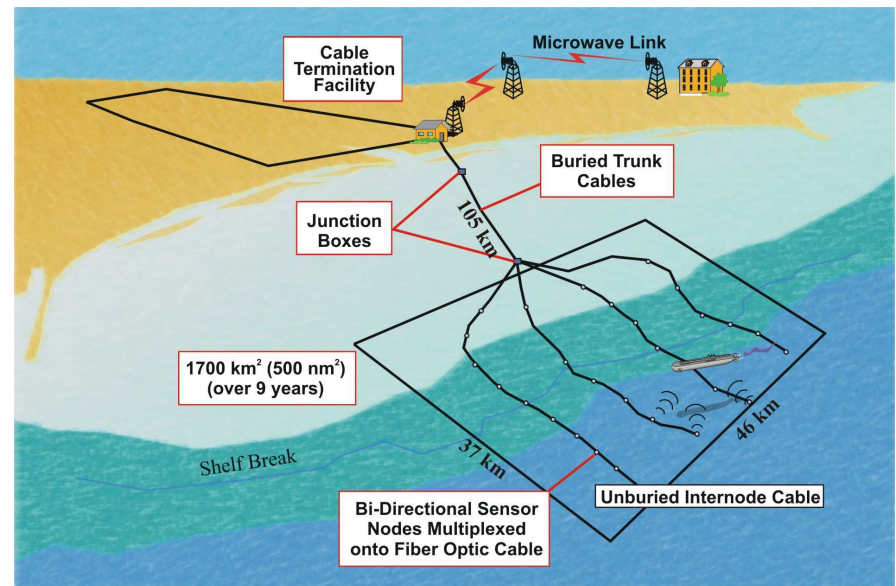 Cable
Termination
Facility
Microwave Link
Buried Trunk
Cables
Junction
Boxes
105 km
1700 km² (500 nm²)
(over 9 years)
Shelf Break
37 km
46 km
Unburied Internode Cable
Bi-Directional Sensor
Nodes Multiplexed
onto Fiber Optic Cable